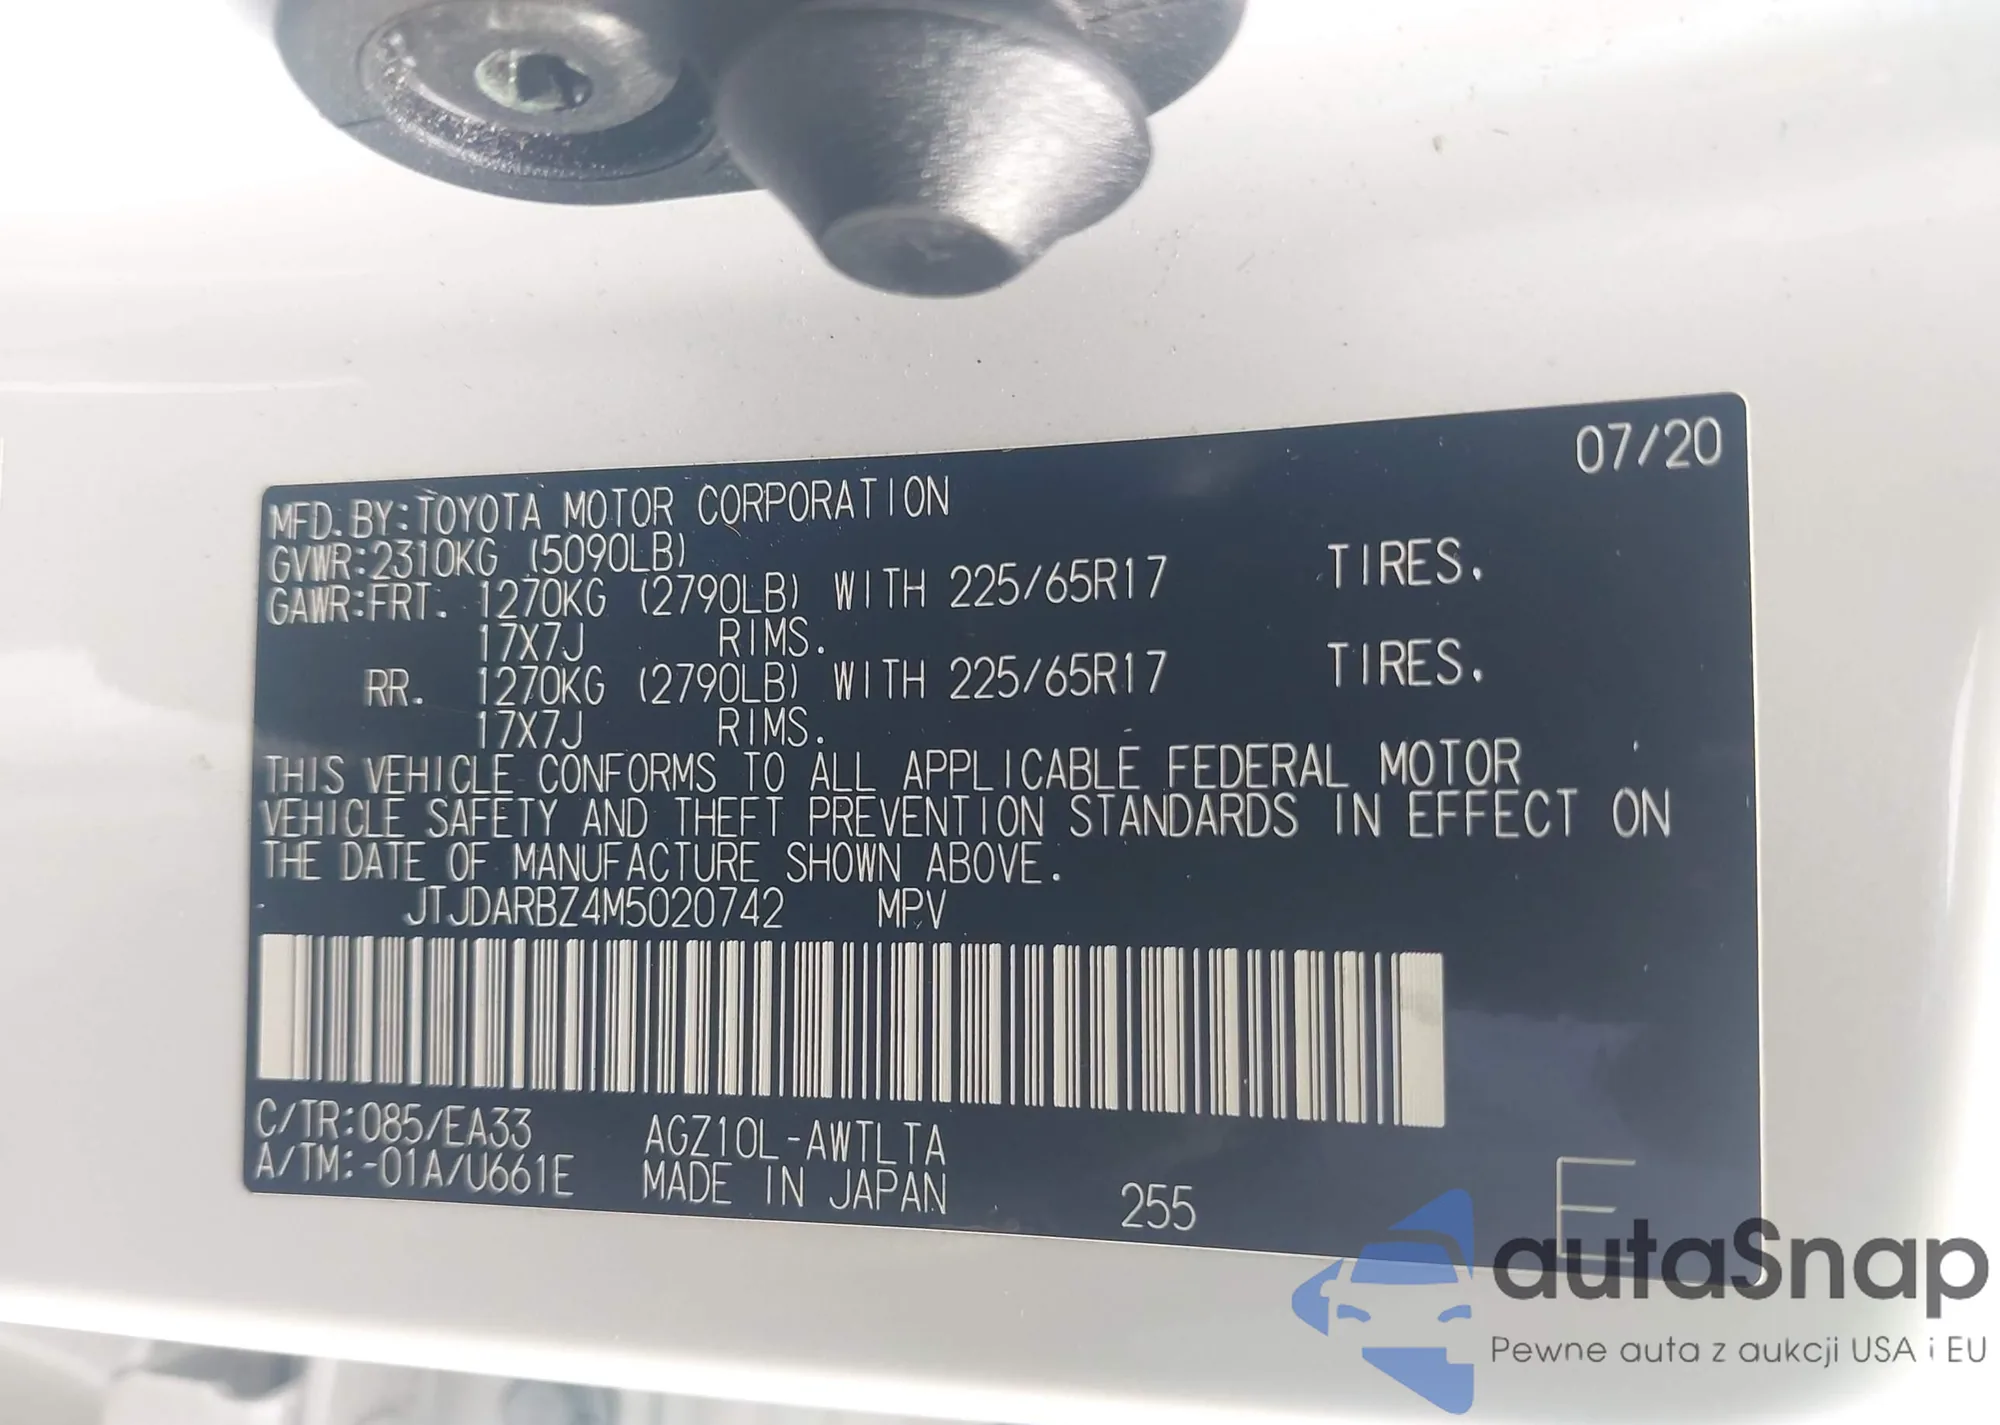 07/20
MFD. BY: TOYOTA MOTOR CORPORATION
GVWR: 2310KG (5090LB)
GAWR: FRT. 1270KG (2790LB) WITH 225/65R17 TIRES.
17X7J RIMS.
RR. 1270KG (2790LB) WITH 225/65R17 TIRES.
17X7J RIMS.
THIS VEHICLE CONFORMS TO ALL APPLICABLE FEDERAL MOTOR
VEHICLE SAFETY AND THEFT PREVENTION STANDARDS IN EFFECT ON
THE DATE OF MANUFACTURE SHOWN ABOVE.
JTJDARBZ4M5020742 MPV
C/TR: 085/EA33 AGZ10L-AWTLTA
A/TM: -01A/U661E MADE IN JAPAN 255 E
autaSnap
Pewne auta z aukcji USA i EU